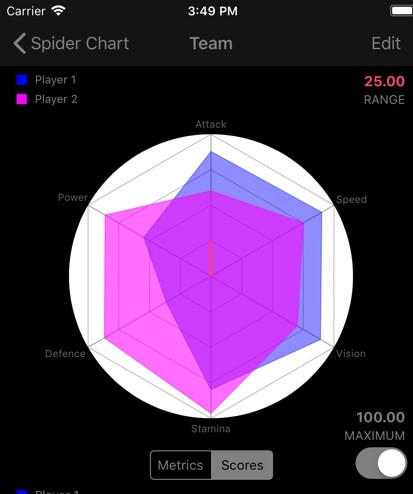 Carrier 3:49 PM
Spider Chart Team Edit
Player 1 25.00
Player 2 RANGE
Attack
Power Speed
Defence Vision
Stamina
100.00
MAXIMUM
Metrics Scores
Player 1